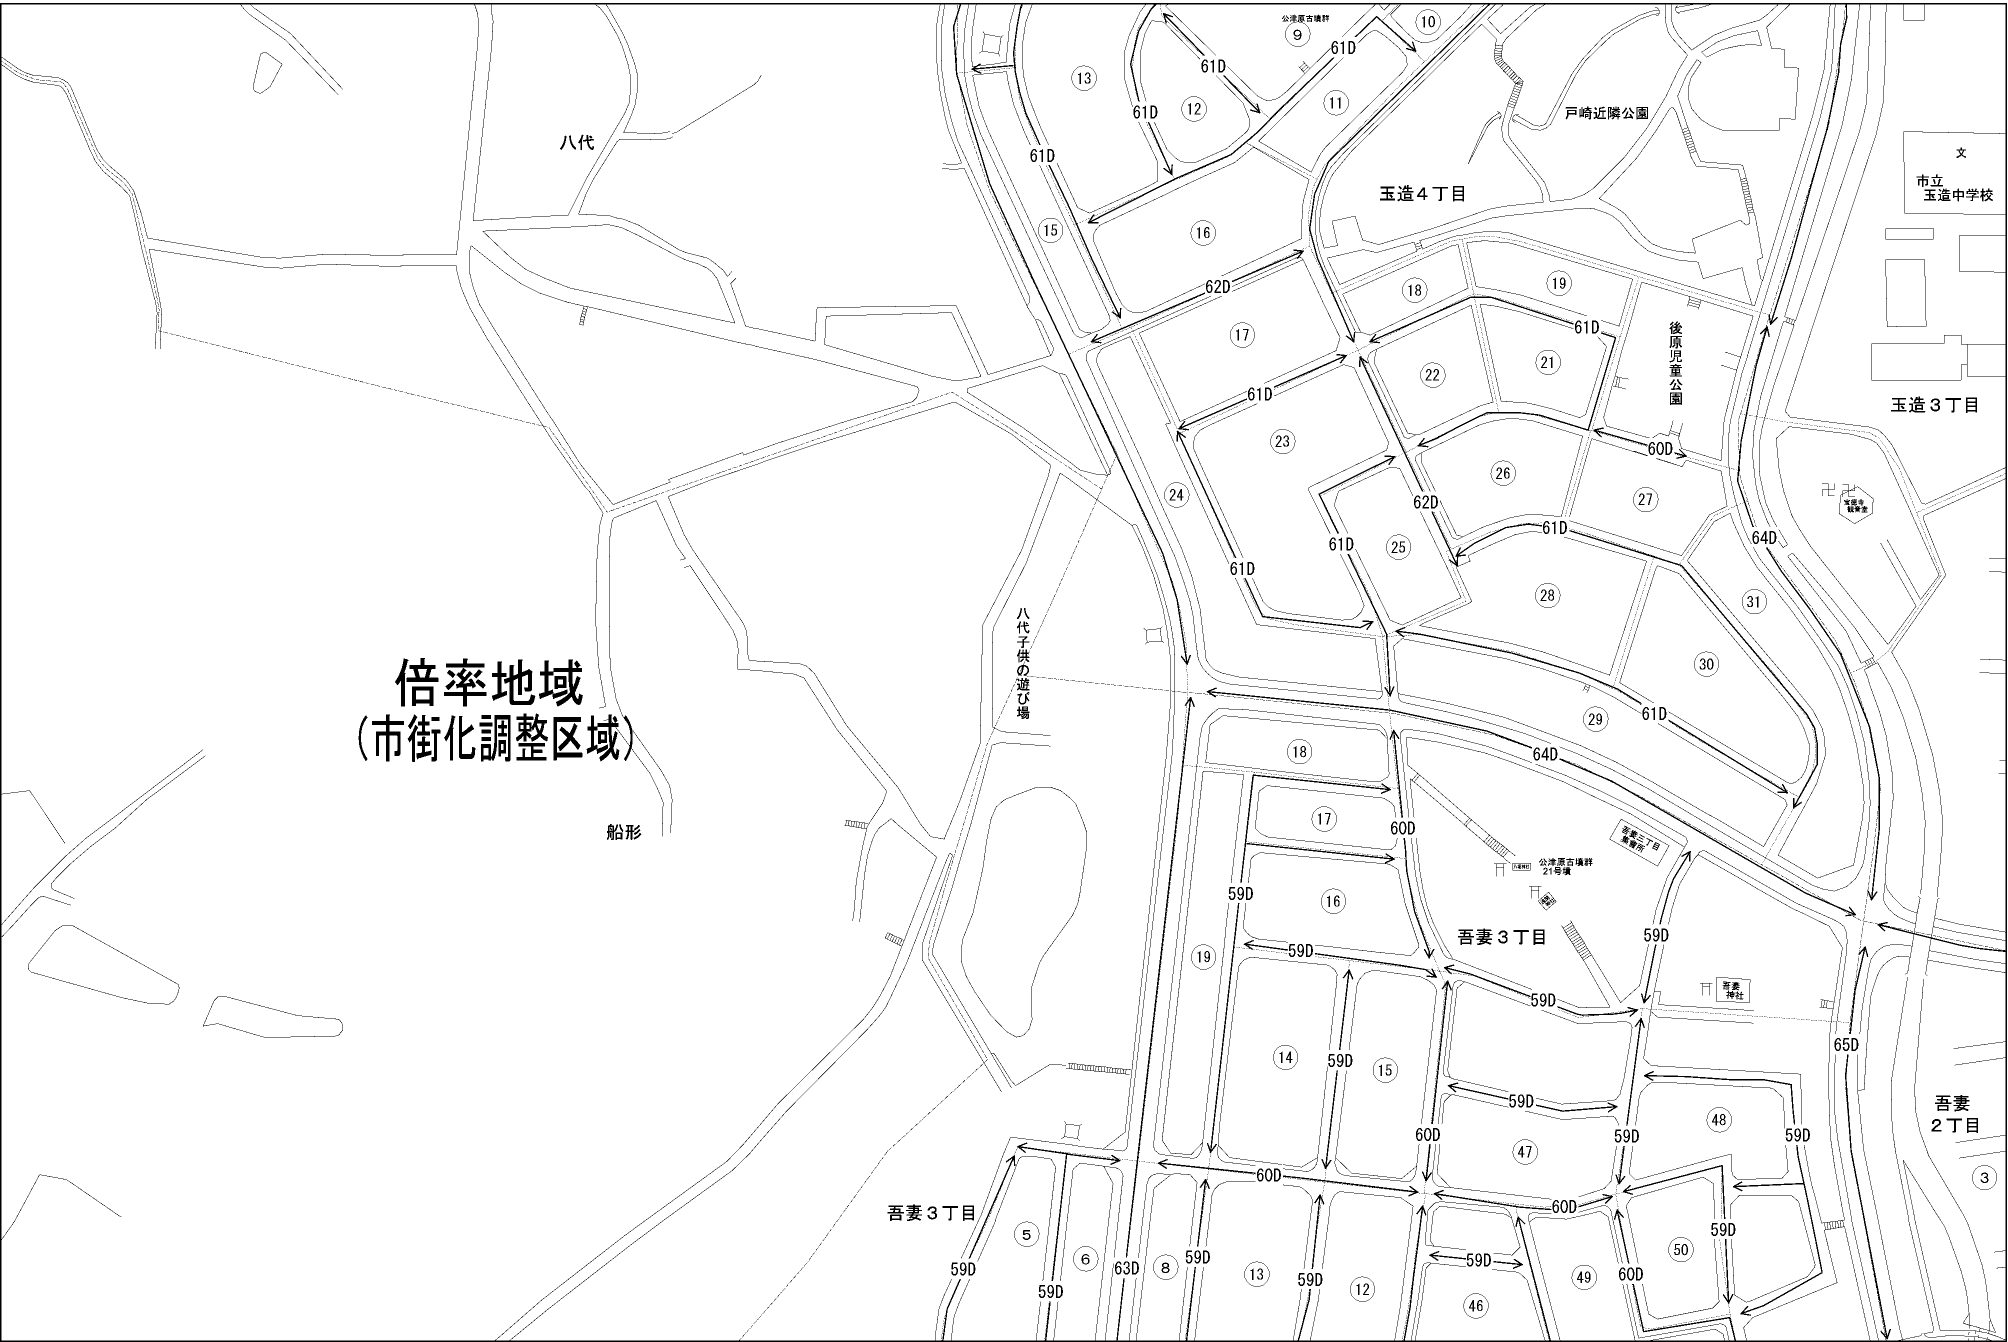 公津原古墳群
9
10
61D
61D
13
12
11
61D
戸崎近隣公園
八代
61D
文
市立
玉造中学校
玉造4丁目
15
16
62D
18
19
17
61D
後原児童公園
21
22
61D
玉造3丁目
23
60D
26
24
27
62D
61D
64D
61D
25
61D
28
31
八代子供の遊び場
倍率地域
(市街化調整区域)
30
29
61D
18
64D
船形
17
60D
吾妻三丁目
集会所
公津原古墳群
21号墳
59D
16
吾妻3丁目
59D
59D
19
吾妻
神社
59D
65D
14
59D
15
59D
48
吾妻
2丁目
60D
59D
59D
47
60D
3
吾妻3丁目
60D
5
59D
50
6
59D
63D
8
59D
13
59D
12
59D
46
49
60D
59D